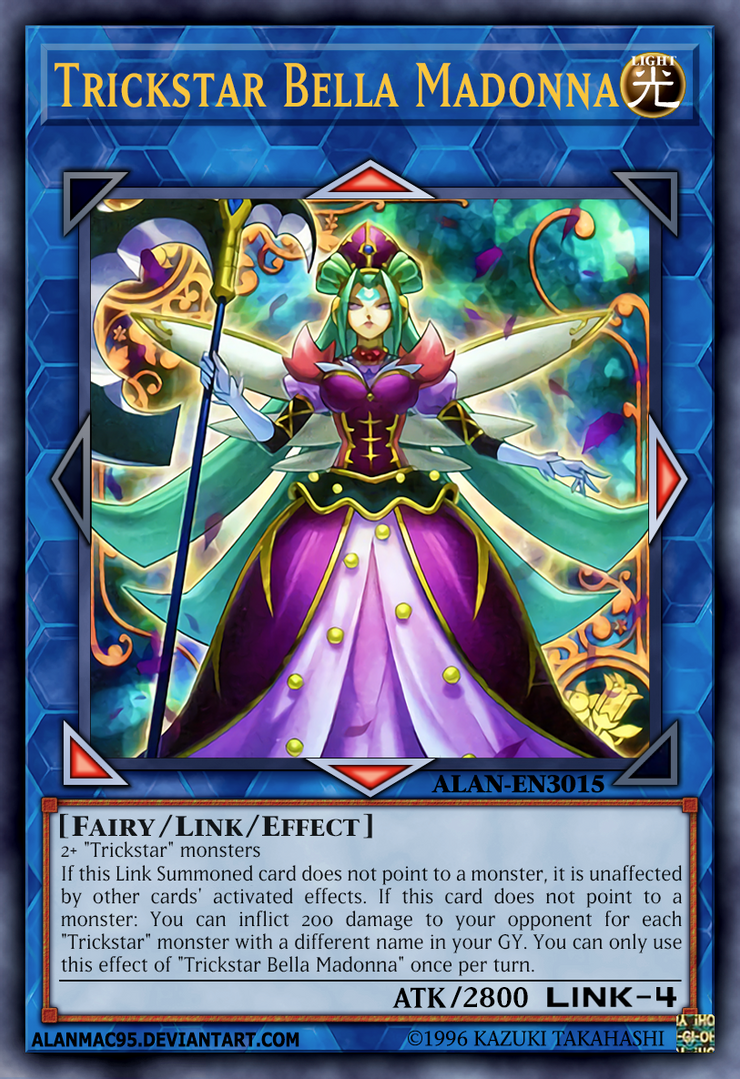 TRICKSTAR BELLA MADONNA
LIGHT
光
ALAN-EN3015
[FAIRY/LINK/EFFECT]
2+ "Trickstar" monsters
If this Link Summoned card does not point to a monster, it is unaffected
by other cards' activated effects. If this card does not point to a
monster: You can inflict 200 damage to your opponent for each
"Trickstar" monster with a different name in your GY. You can only use
this effect of "Trickstar Bella Madonna" once per turn.
ATK/2800 LINK-4
ALANMAC95.DEVIANTART.COM
©1996 KAZUKI TAKAHASHI